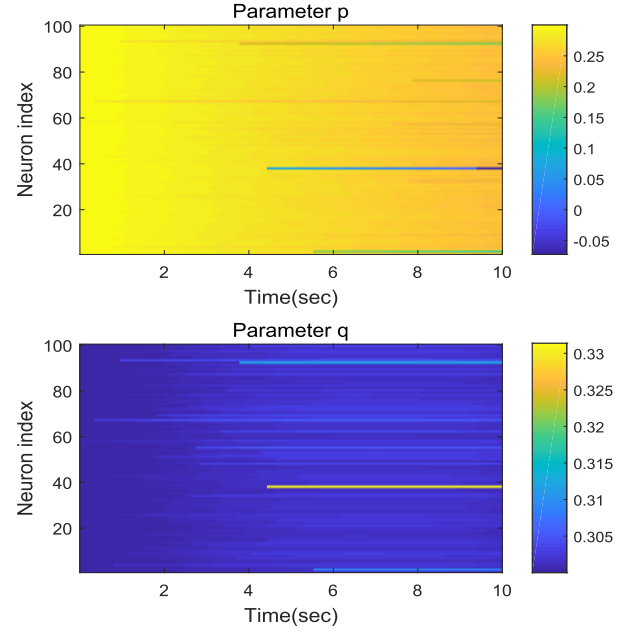 Parameter p
100
80
60
40
20
Neuron index
2 4 6 8 10
Time(sec)
0.25
0.2
0.15
0.1
0.05
0
-0.05
Parameter q
100
80
60
40
20
Neuron index
2 4 6 8 10
Time(sec)
0.33
0.325
0.32
0.315
0.31
0.305